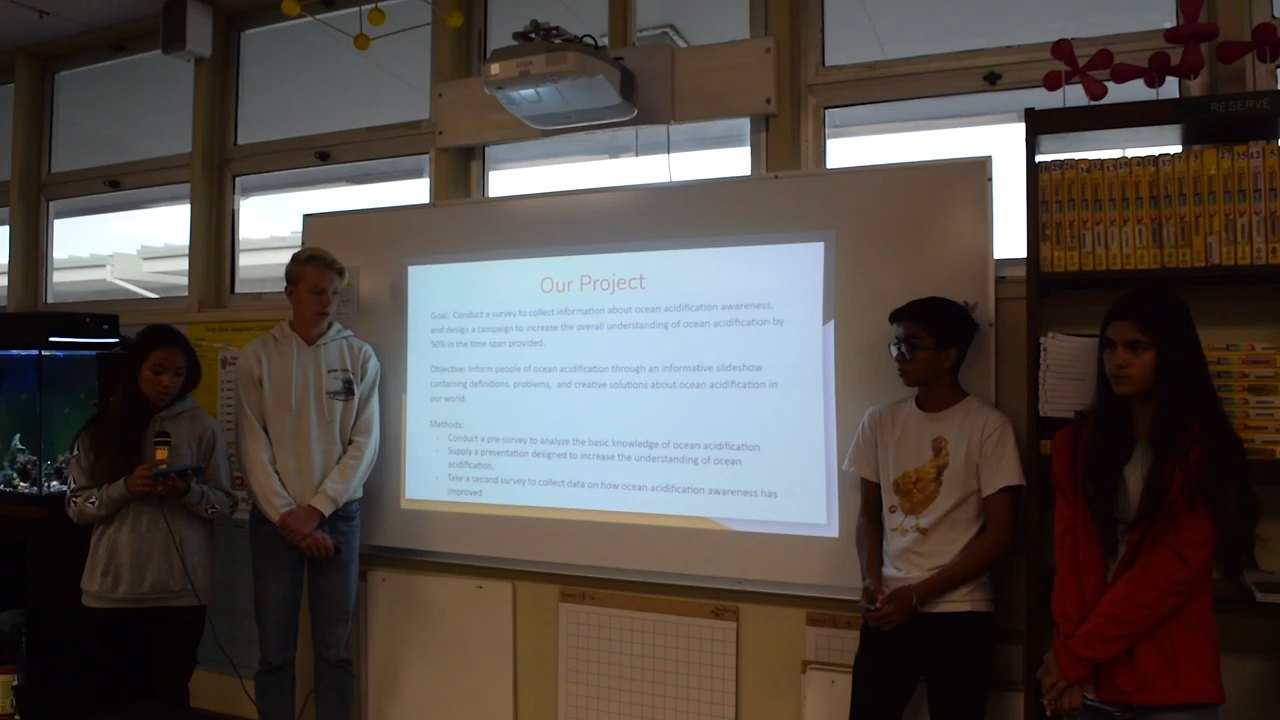 RESERVE
Our Project
Goal: Conduct a survey to collect information about ocean acidification awareness,
and design a campaign to increase the overall understanding of ocean acidification by
50% in the time span provided.
Objective: Inform people of ocean acidification through an informative slideshow
containing definitions, problems, and creative solutions about ocean acidification in
our world.
Methods:
- Conduct a pre-survey to analyze the basic knowledge of ocean acidification
- Supply a presentation designed to increase the understanding of ocean
acidification.
- Take a second survey to collect data on how ocean acidification awareness has
improved